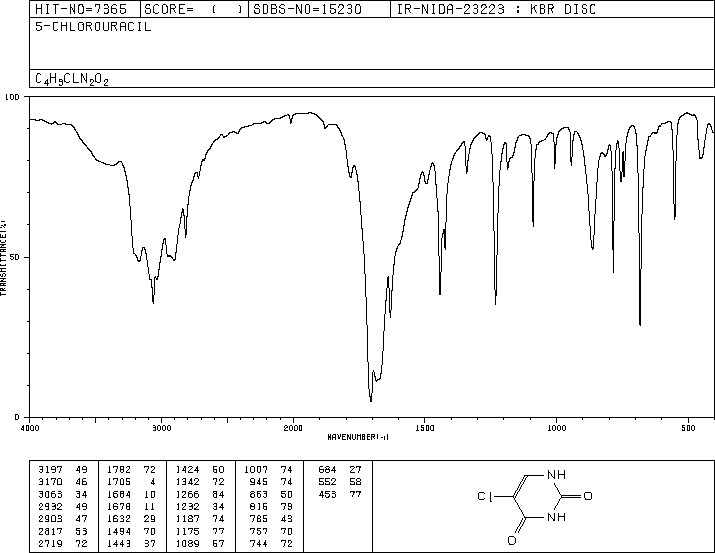 HIT-NO=7365 SCORE= ( ) SDBS-NO=15230 IR-NIDA-23223 : KBR DISC
5-CHLOROURACIL
C4H3CLN2O2
100
TRANSMITTANCE(%)
50
0
4000 3000 2000 1500 1000 500
WAVENUMBER(-1)
3197 49 1782 72 1424 60 1007 74 684 27
3170 46 1705 4 1342 72 945 74 552 58
3063 34 1684 10 1266 84 863 50 453 77
2932 49 1678 11 1232 34 816 79
2903 47 1632 29 1187 74 785 43
2817 53 1494 70 1175 77 757 70
2719 72 1443 37 1089 57 744 72
NH
Cl
O
NH
O